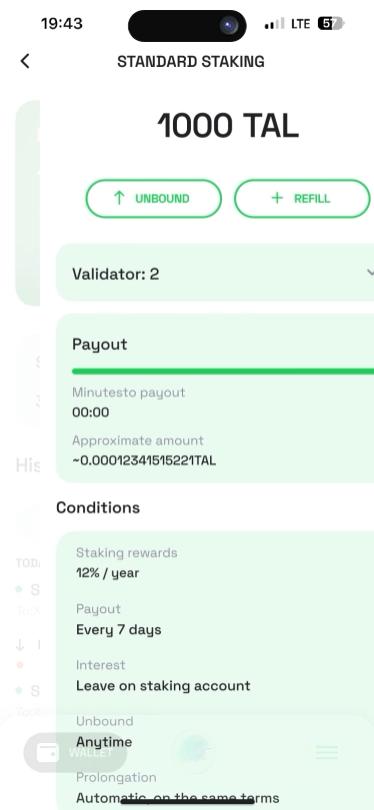 19:43
LTE
57
STANDARD STAKING
1000 TAL
UNBOUND
REFILL
Validator: 2
Payout
Minutesto payout
00:00
Approximate amount
~0.00012341515221TAL
His
Conditions
TODA
Staking rewards
12% / year
Payout
Every 7 days
Interest
Leave on staking account
Unbound
Anytime
WALLET
Prolongation
Automatic, on the same terms